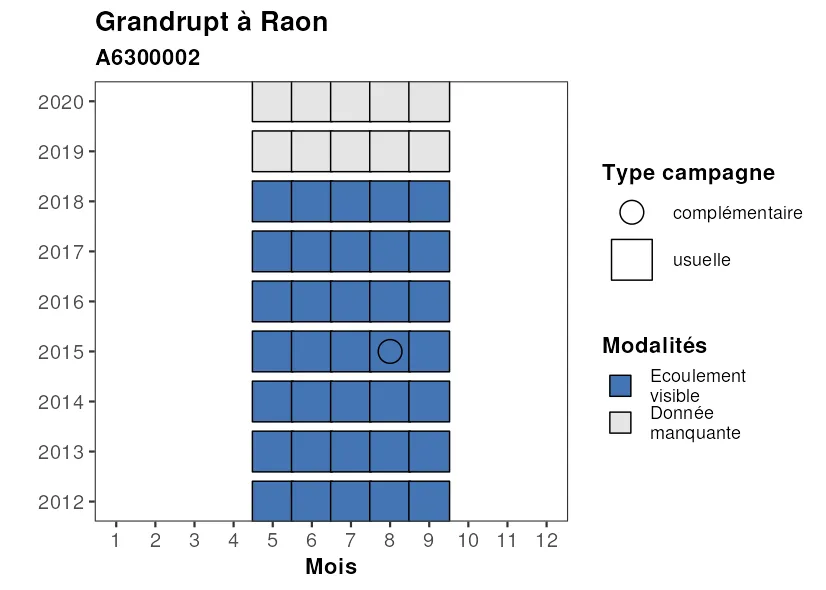 Grandrupt à Raon
A6300002
2020
2019
2018
2017
2016
2015
2014
2013
2012
1 2 3 4 5 6 7 8 9 10 11 12
Mois
Type campagne
complémentaire
usuelle
Modalités
Ecoulement
visible
Donnée
manquante